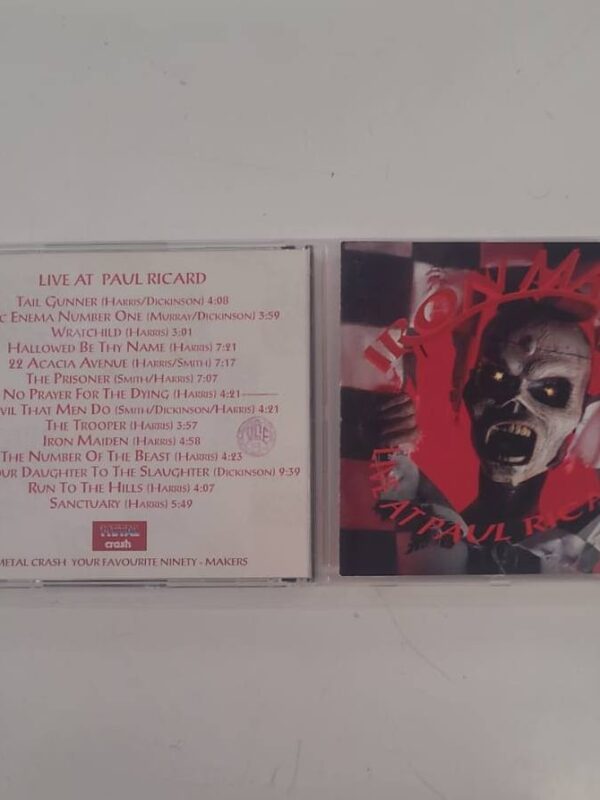 LIVE AT PAUL RICARD
TAIL GUNNER (HARRIS/DICKINSON) 4:08
C ENEMA NUMBER ONE (MURRAY/DICKINSON) 3:59
WRATCHILD (HARRIS) 3:01
HALLOWED BE THY NAME (HARRIS) 7:21
22 ACACIA AVENUE (HARRIS/SMITH) 7:17
THE PRISONER (SMITH/HARRIS) 7:07
NO PRAYER FOR THE DYING (HARRIS) 4:21
VIL THAT MEN DO (SMITH/DICKINSON/HARRIS) 4:21
THE TROOPER (HARRIS) 3:57
IRON MAIDEN (HARRIS) 4:58
THE NUMBER OF THE BEAST (HARRIS) 4:23
OUR DAUGHTER TO THE SLAUGHTER (DICKINSON) 9:39
RUN TO THE HILLS (HARRIS) 4:07
SANCTUARY (HARRIS) 5:49
METAL
crash
METAL CRASH YOUR FAVOURITE NINETY - MAKERS
IRON MA
LIVE AT PAUL RICA